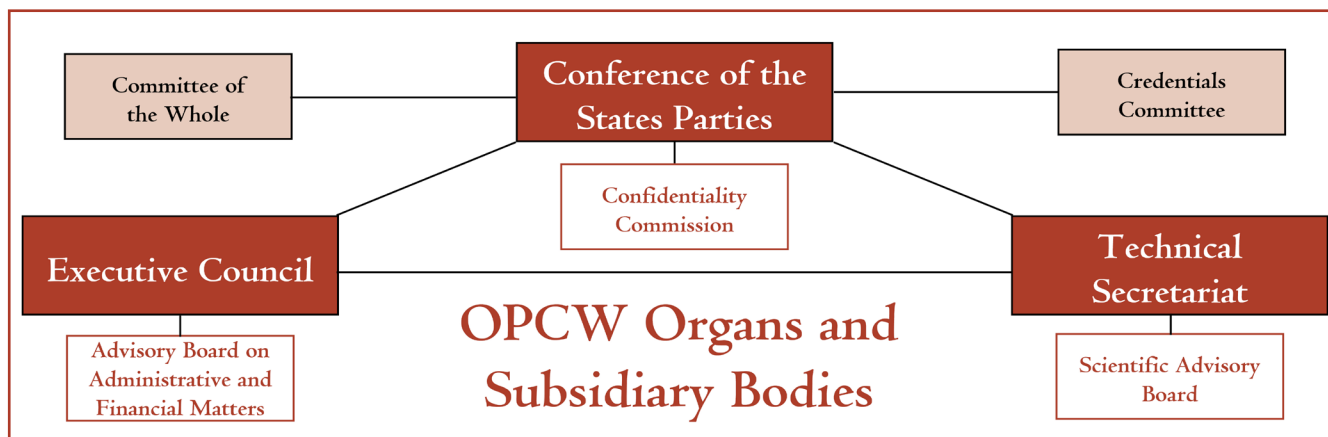 Committee of
the Whole
Conference of the
States Parties
Credentials
Committee
Confidentiality
Commission
Executive Council
Technical
Secretariat
OPCW Organs and
Subsidiary Bodies
Advisory Board on
Administrative and
Financial Matters
Scientific Advisory
Board